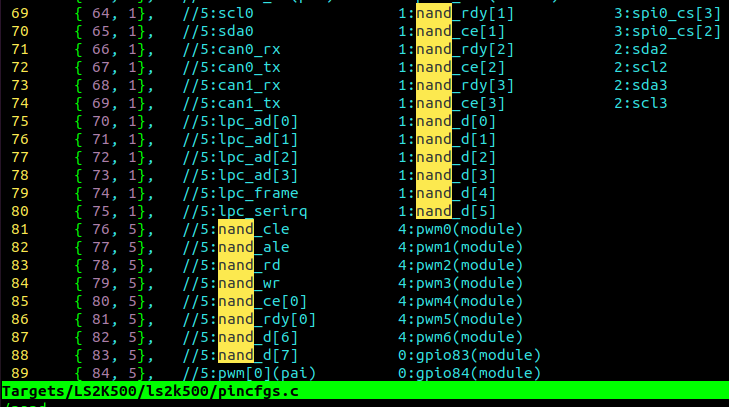 69 { 64, 1}, //5:scl0 1:nand_rdy[1] 3:spi0_cs[3]
70 { 65, 1}, //5:sda0 1:nand_ce[1] 3:spi0_cs[2]
71 { 66, 1}, //5:can0_rx 1:nand_rdy[2] 2:sda2
72 { 67, 1}, //5:can0_tx 1:nand_ce[2] 2:scl2
73 { 68, 1}, //5:can1_rx 1:nand_rdy[3] 2:sda3
74 { 69, 1}, //5:can1_tx 1:nand_ce[3] 2:scl3
75 { 70, 1}, //5:lpc_ad[0] 1:nand_d[0]
76 { 71, 1}, //5:lpc_ad[1] 1:nand_d[1]
77 { 72, 1}, //5:lpc_ad[2] 1:nand_d[2]
78 { 73, 1}, //5:lpc_ad[3] 1:nand_d[3]
79 { 74, 1}, //5:lpc_frame 1:nand_d[4]
80 { 75, 1}, //5:lpc_serirq 1:nand_d[5]
81 { 76, 5}, //5:nand_cle 4:pwm0(module)
82 { 77, 5}, //5:nand_ale 4:pwm1(module)
83 { 78, 5}, //5:nand_rd 4:pwm2(module)
84 { 79, 5}, //5:nand_wr 4:pwm3(module)
85 { 80, 5}, //5:nand_ce[0] 4:pwm4(module)
86 { 81, 5}, //5:nand_rdy[0] 4:pwm5(module)
87 { 82, 5}, //5:nand_d[6] 4:pwm6(module)
88 { 83, 5}, //5:nand_d[7] 0:gpio83(module)
89 { 84, 5}, //5:pwm[0](pai) 0:gpio84(module)
Targets/LS2K500/ls2k500/pincfgs.c